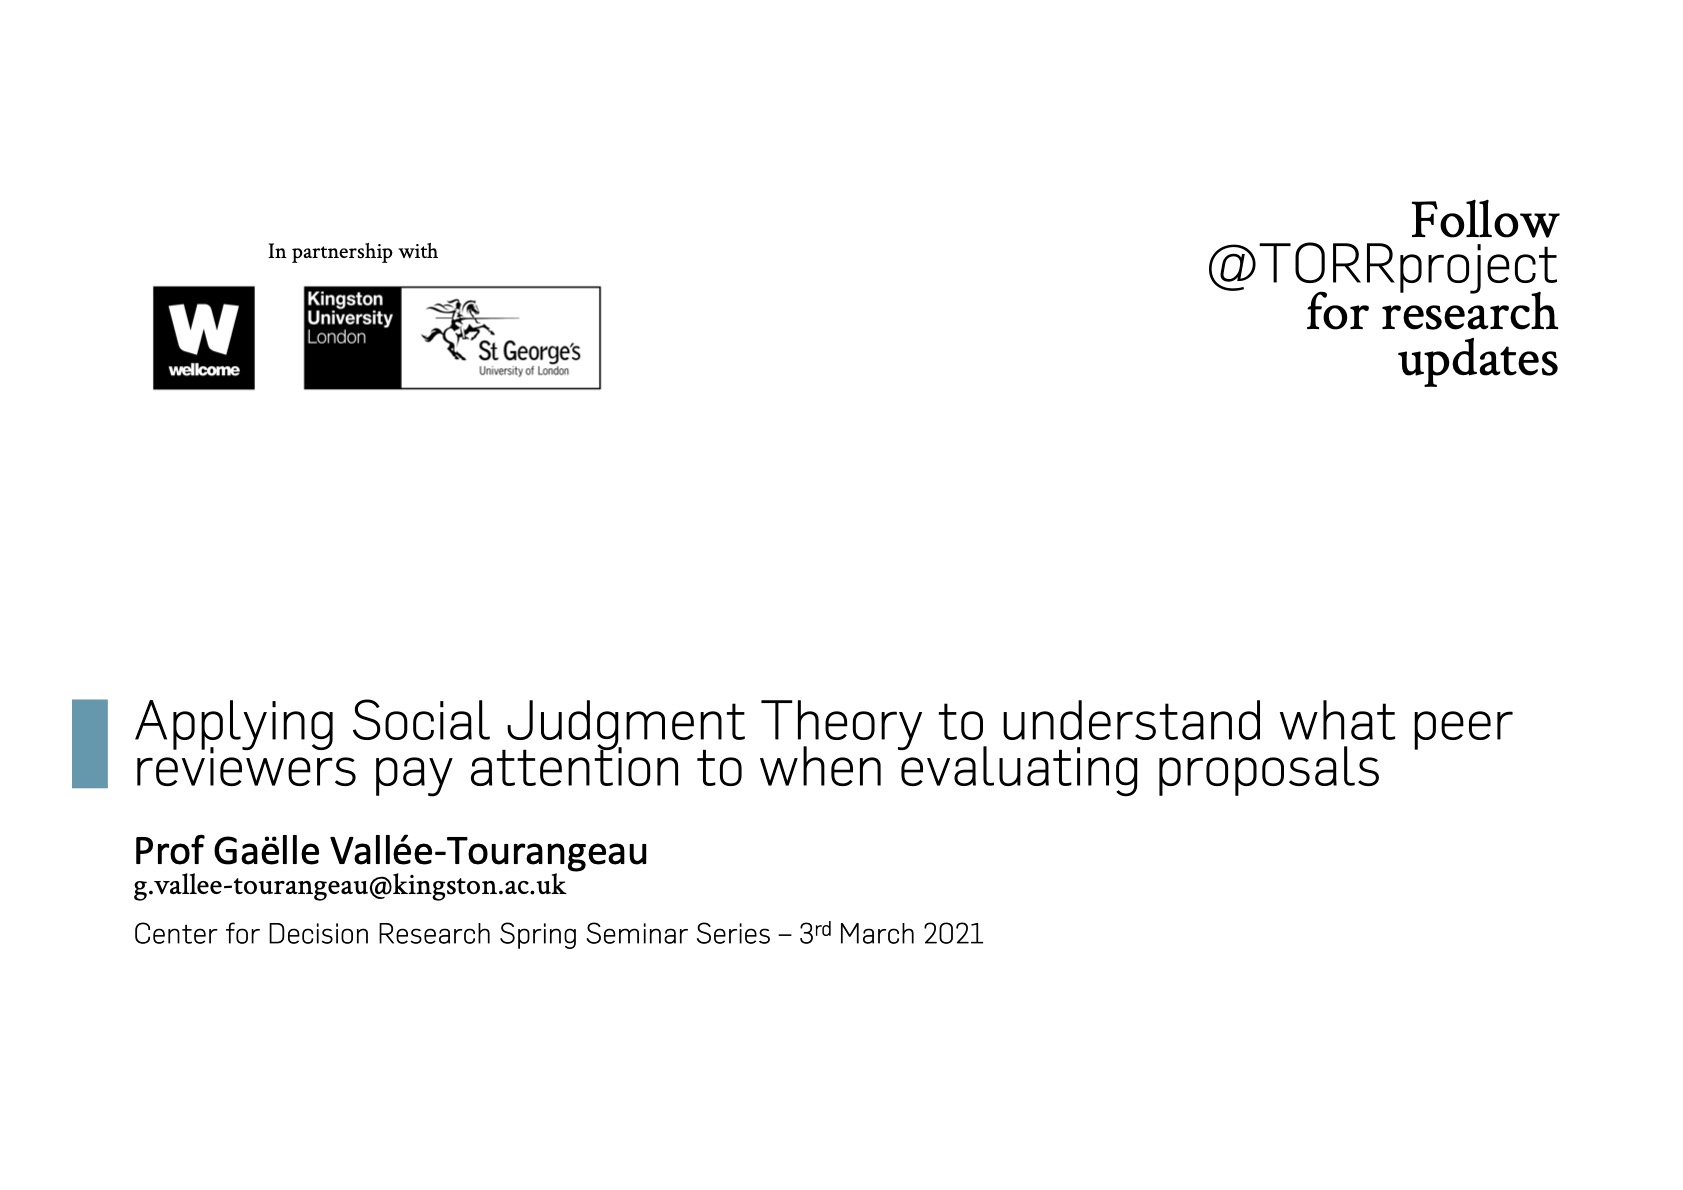 In partnership with
W
wellcome
Kingston
University
London
St George's
University of London
Follow
@TORRproject
for research
updates
Applying Social Judgment Theory to understand what peer
reviewers pay attention to when evaluating proposals
Prof Gaëlle Vallée-Tourangeau
g.vallee-tourangeau@kingston.ac.uk
Center for Decision Research Spring Seminar Series – 3rd March 2021